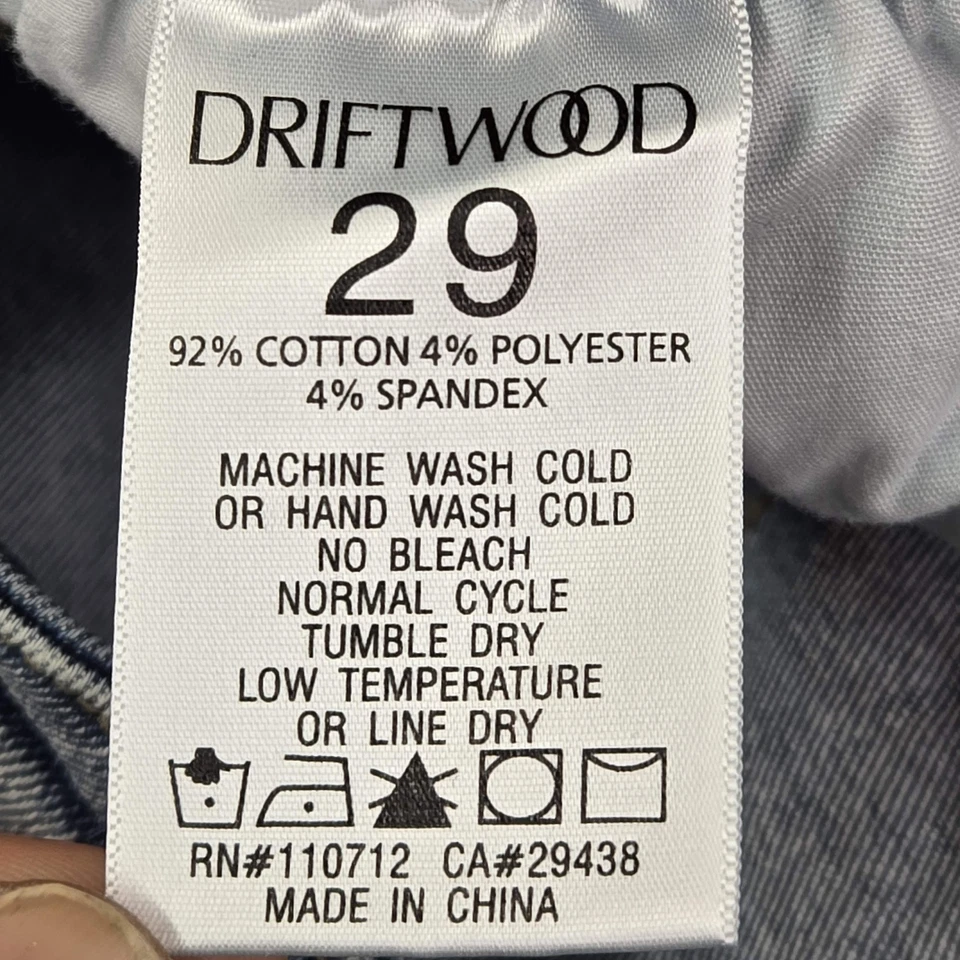 DRIFTWOOD
29
92% COTTON 4% POLYESTER
4% SPANDEX
MACHINE WASH COLD
OR HAND WASH COLD
NO BLEACH
NORMAL CYCLE
TUMBLE DRY
LOW TEMPERATURE
OR LINE DRY
RN#110712 CA#29438
MADE IN CHINA